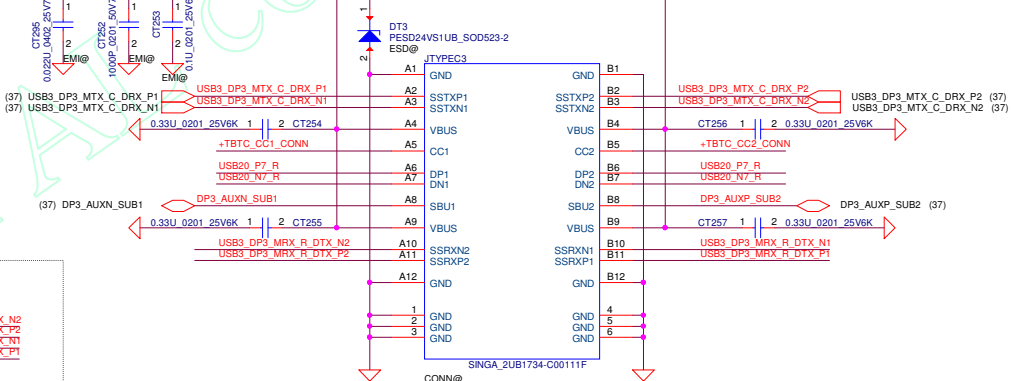 CT295
0.022U_0402_25V7
1
2
CT252
1000P_0201_50V7
1
2
EMI@
CT253
0.1U_0201_25V6
1
2
EMI@
EMI@
1
DT3
PESD24VS1UB_SOD523-2
ESD@
2
JTYPEC3
A1 GND GND B1
(37) USB3_DP3_MTX_C_DRX_P1 USB3_DP3_MTX_C_DRX_P1 A2 SSTXP1 SSTXP2 B2 USB3_DP3_MTX_C_DRX_P2 USB3_DP3_MTX_C_DRX_P2 (37)
(37) USB3_DP3_MTX_C_DRX_N1 USB3_DP3_MTX_C_DRX_N1 A3 SSTXN1 SSTXN2 B3 USB3_DP3_MTX_C_DRX_N2 USB3_DP3_MTX_C_DRX_N2 (37)
0.33U_0201_25V6K 1 2 CT254 A4 VBUS VBUS B4 CT256 1 2 0.33U_0201_25V6K
+TBTC_CC1_CONN A5 CC1 CC2 B5 +TBTC_CC2_CONN
USB20_P7_R A6 DP1 DP2 B6 USB20_P7_R
USB20_N7_R A7 DN1 DN2 B7 USB20_N7_R
(37) DP3_AUXN_SUB1 DP3_AUXN_SUB1 A8 SBU1 SBU2 B8 DP3_AUXP_SUB2 DP3_AUXP_SUB2 (37)
0.33U_0201_25V6K 1 2 CT255 A9 VBUS VBUS B9 CT257 1 2 0.33U_0201_25V6K
USB3_DP3_MRX_R_DTX_N2 A10 SSRXN2 SSRXN1 B10 USB3_DP3_MRX_R_DTX_N1
USB3_DP3_MRX_R_DTX_P2 A11 SSRXP2 SSRXP1 B11 USB3_DP3_MRX_R_DTX_P1
A12 GND GND B12
1 GND GND 4
2 GND GND 5
3 GND GND 6
X_N2
X_P2
X_N1
X_P1
SINGA_2UB1734-C00111F
CONN@